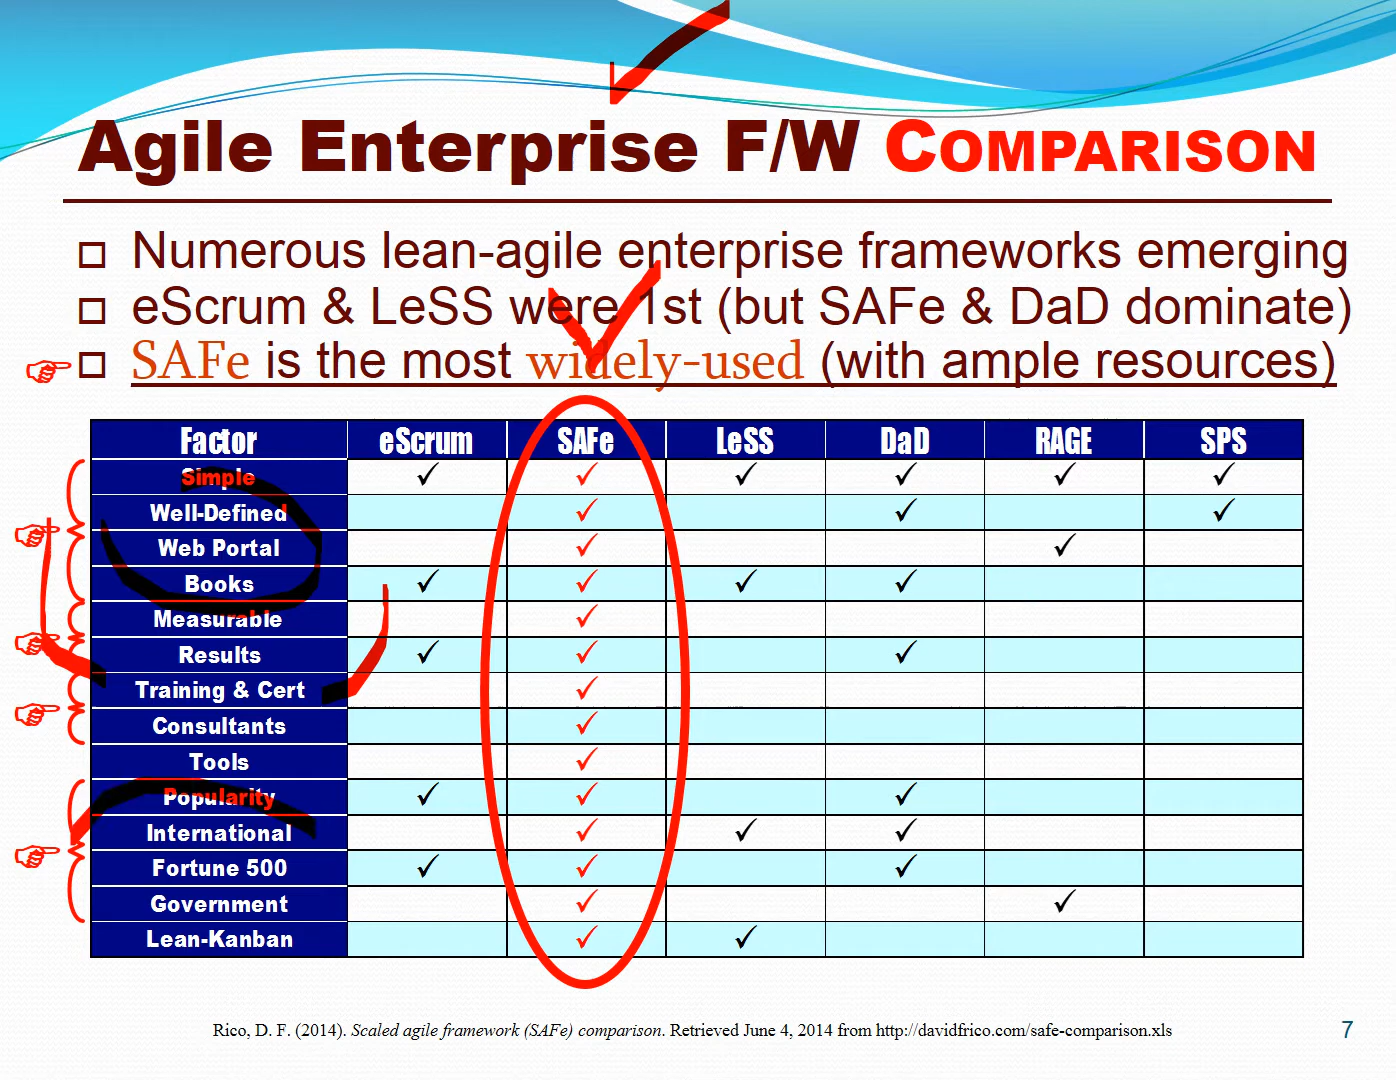 Agile Enterprise F/W COMPARISON
Numerous lean-agile enterprise frameworks emerging
eScrum & LeSS were 1st (but SAFe & DaD dominate)
SAFe is the most widely-used (with ample resources)
Factor eScrum SAFe LeSS DaD RAGE SPS
Simple ✓ ✓ ✓ ✓ ✓ ✓
Well-Defined ✓ ✓ ✓
Web Portal ✓ ✓
Books ✓ ✓ ✓ ✓
Measurable ✓
Results ✓ ✓ ✓
Training & Cert ✓
Consultants ✓
Tools ✓
Popularity ✓ ✓ ✓
International ✓ ✓ ✓
Fortune 500 ✓ ✓ ✓
Government ✓ ✓
Lean-Kanban ✓ ✓
Rico, D. F. (2014). Scaled agile framework (SAFe) comparison. Retrieved June 4, 2014 from http://davidfrico.com/safe-comparison.xls
7